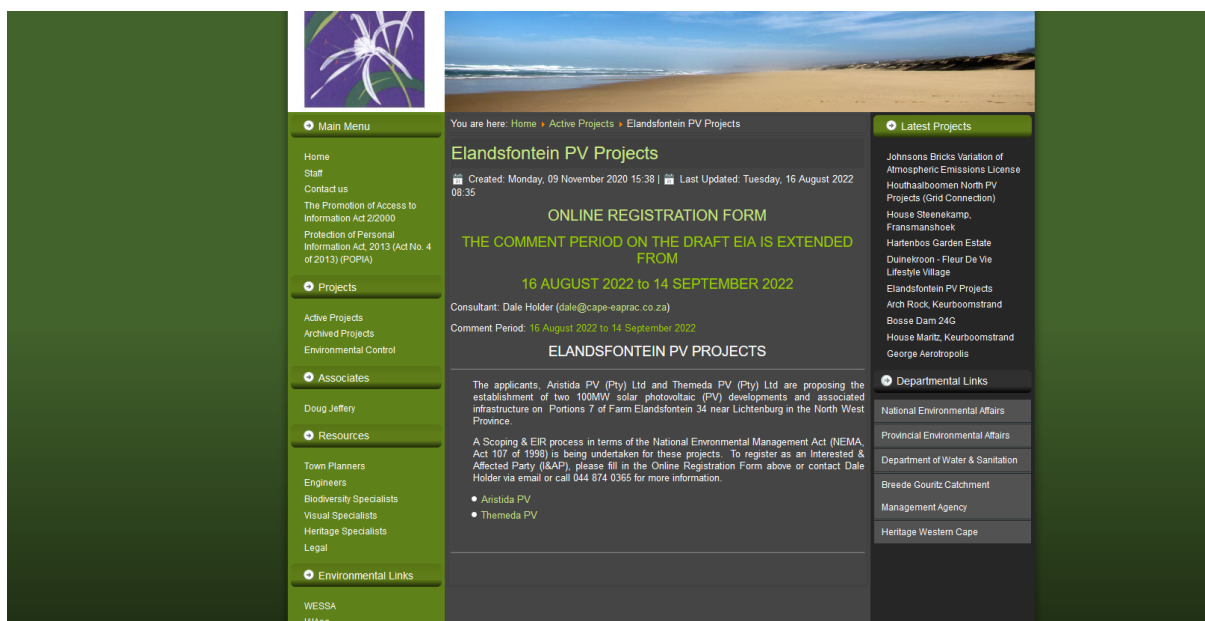 Main Menu
Home
Staff
Contact us
The Promotion of Access to
Information Act 2/2000
Protection of Personal
Information Act, 2013 (Act No. 4
of 2013) (POPIA)
Projects
Active Projects
Archived Projects
Environmental Control
Associates
Doug Jeffery
Resources
Town Planners
Engineers
Biodiversity Specialists
Visual Specialists
Heritage Specialists
Legal
Environmental Links
WESSA
You are here: Home Active Projects Elandsfontein PV Projects
Elandsfontein PV Projects
Created: Monday, 09 November 2020 15:38 | Last Updated: Tuesday, 16 August 2022
08:35
ONLINE REGISTRATION FORM
THE COMMENT PERIOD ON THE DRAFT EIA IS EXTENDED
FROM
16 AUGUST 2022 to 14 SEPTEMBER 2022
Consultant: Dale Holder (dale@cape-eaprac.co.za)
Comment Period: 16 August 2022 to 14 September 2022
ELANDSFONTEIN PV PROJECTS
The applicants, Aristida PV (Pty) Ltd and Themeda PV (Pty) Ltd are proposing the
establishment of two 100MW solar photovoltaic (PV) developments and associated
infrastructure on Portions 7 of Farm Elandsfontein 34 near Lichtenburg in the North West
Province.
A Scoping & EIR process in terms of the National Envronmental Management Act (NEMA,
Act 107 of 1998) is being undertaken for these projects. To register as an Interested &
Affected Party (I&AP), please fill in the Online Registration Form above or contact Dale
Holder via email or call 044 874 0365 for more information.
Aristida PV
Themeda PV
Latest Projects
Johnsons Bricks Variation of
Atmospheric Emissions License
Houthaalboomen North PV
Projects (Grid Connection)
House Steenekamp,
Fransmanshoek
Hartenbos Garden Estate
Duinekroon - Fleur De Vie
Lifestyle Village
Elandsfontein PV Projects
Arch Rock, Keurboomstrand
Bosse Dam 24G
House Maritz, Keurboomstrand
George Aerotropolis
Departmental Links
National Environmental Affairs
Provincial Environmental Affairs
Department of Water & Sanitation
Breede Gouritz Catchment
Management Agency
Heritage Western Cape